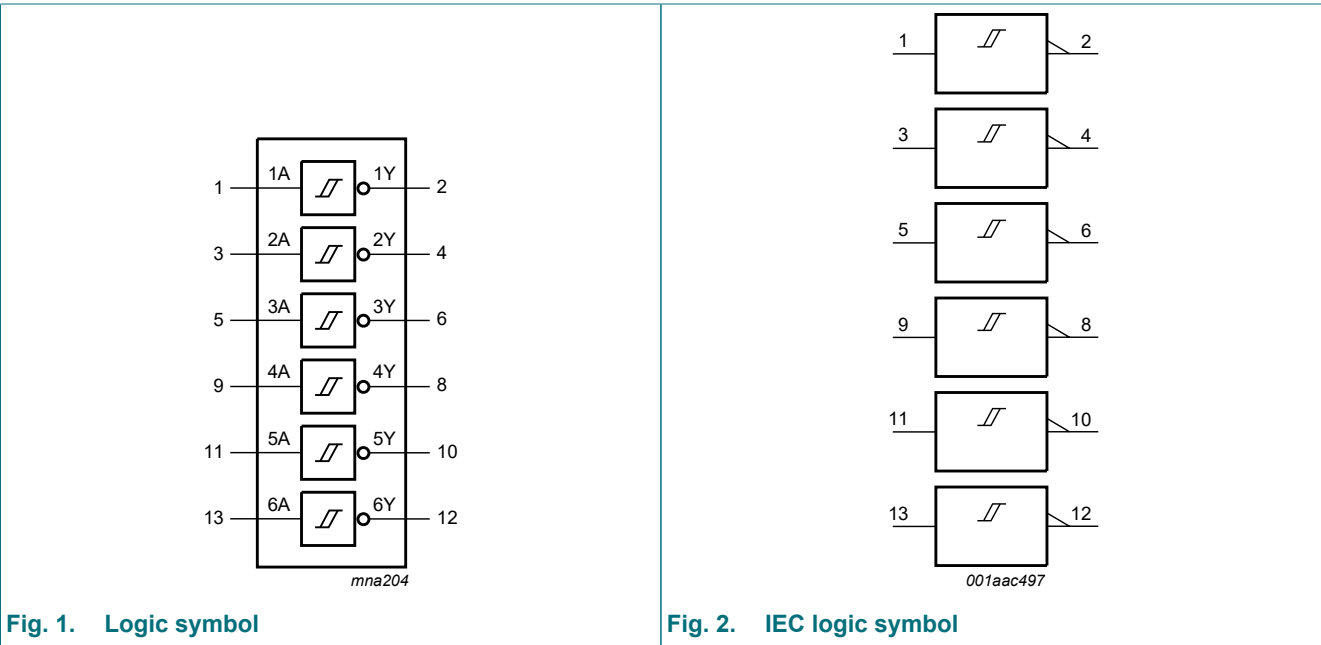 1 1A 1Y 2
3 2A 2Y 4
5 3A 3Y 6
9 4A 4Y 8
11 5A 5Y 10
13 6A 6Y 12
mna204
Fig. 1. Logic symbol
1 2
3 4
5 6
9 8
11 10
13 12
001aac497
Fig. 2. IEC logic symbol